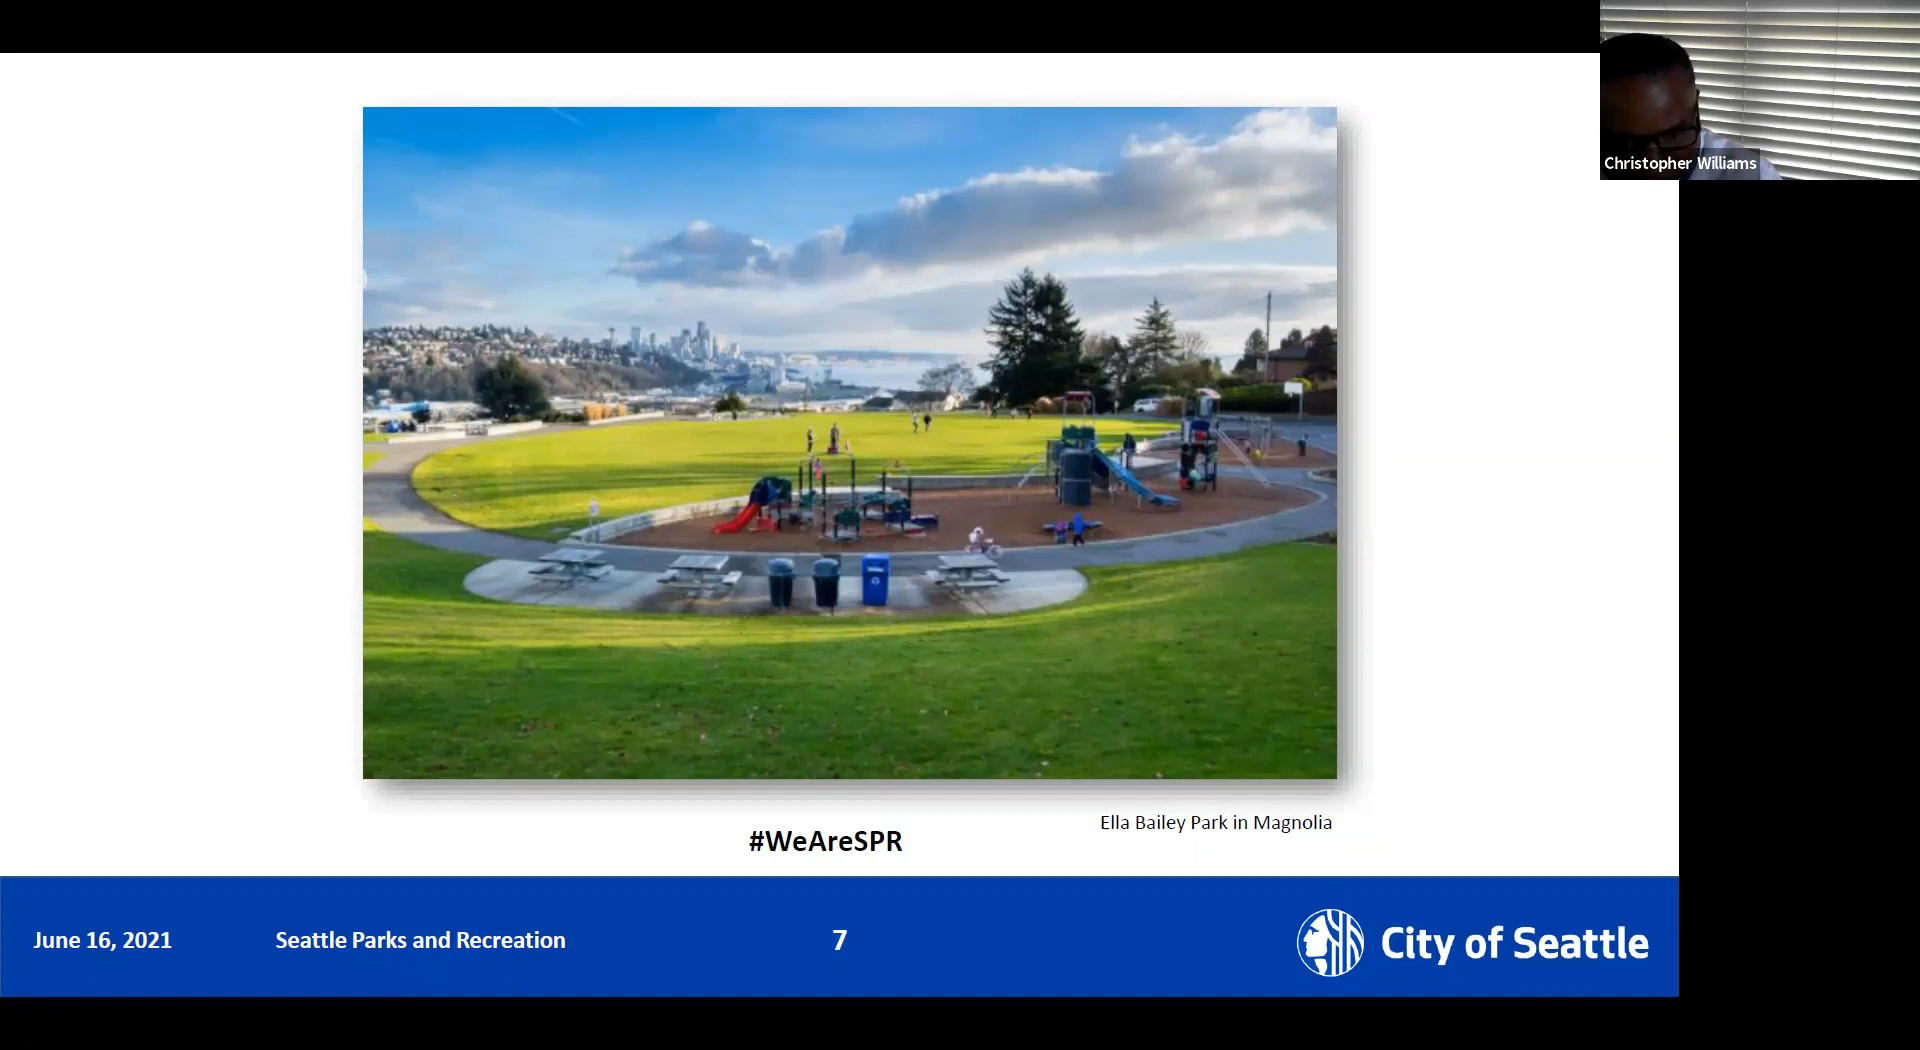 Christopher Williams
Ella Bailey Park in Magnolia
#WeAreSPR
June 16, 2021
Seattle Parks and Recreation
7
City of Seattle